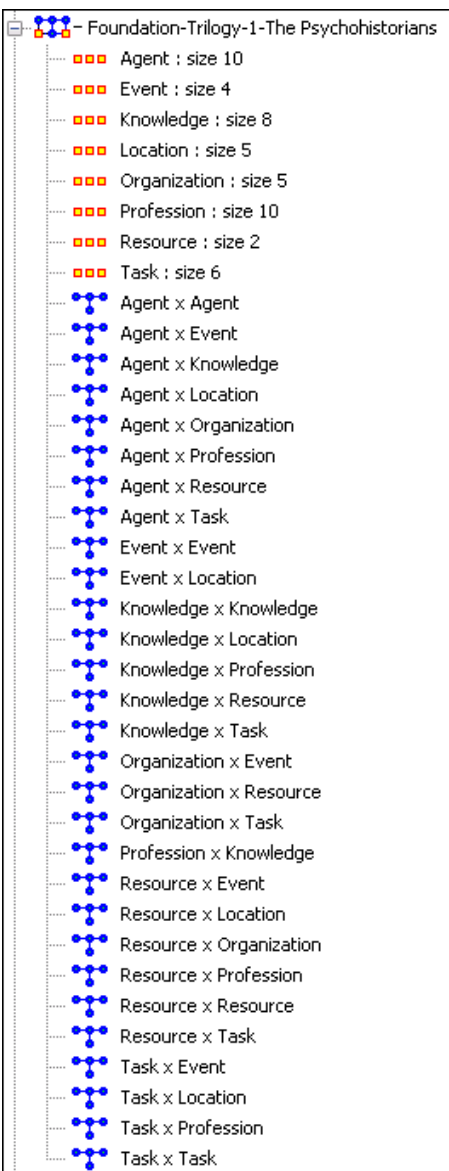 Foundation-Trilogy-1-The Psychohistorians
Agent : size 10
Event : size 4
Knowledge : size 8
Location : size 5
Organization : size 5
Profession : size 10
Resource : size 2
Task : size 6
Agent x Agent
Agent x Event
Agent x Knowledge
Agent x Location
Agent x Organization
Agent x Profession
Agent x Resource
Agent x Task
Event x Event
Event x Location
Knowledge x Knowledge
Knowledge x Location
Knowledge x Profession
Knowledge x Resource
Knowledge x Task
Organization x Event
Organization x Resource
Organization x Task
Profession x Knowledge
Resource x Event
Resource x Location
Resource x Organization
Resource x Profession
Resource x Resource
Resource x Task
Task x Event
Task x Location
Task x Profession
Task x Task